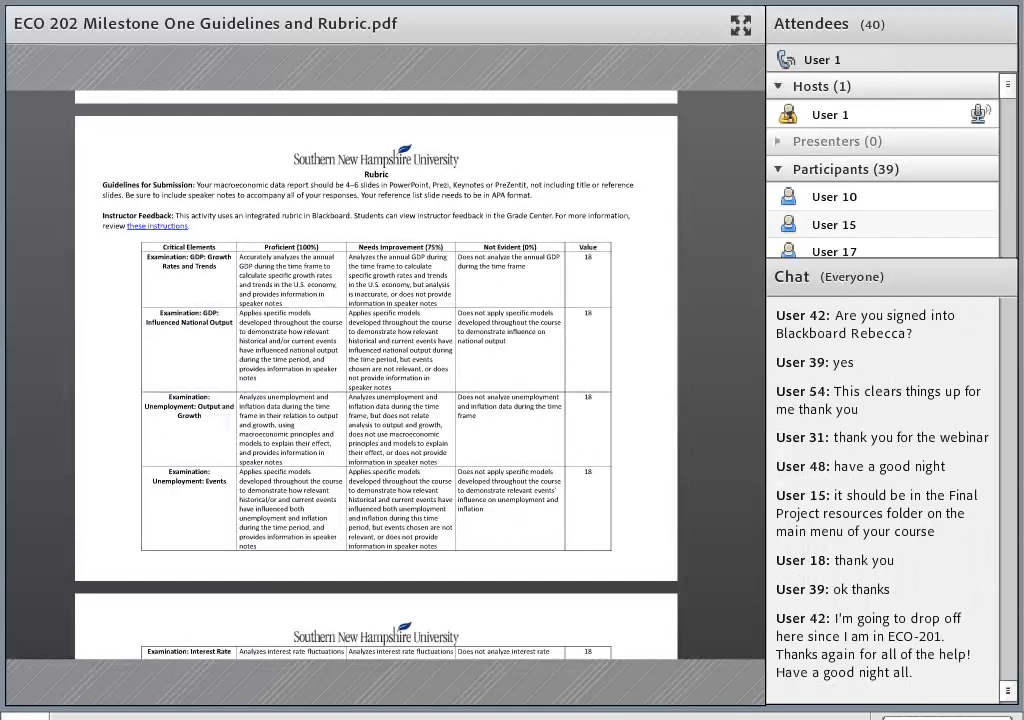 ECO 202 Milestone One Guidelines and Rubric.pdf
Southern New Hampshire University
Rubric
Guidelines for Submission: Your macroeconomic data report should be 4–6 slides in PowerPoint, Prezi, Keynotes or PreZentit, not including title or reference
slides. Be sure to include speaker notes to accompany all of your responses. Your reference list slide needs to be in APA format.
Instructor Feedback: This activity uses an integrated rubric in Blackboard. Students can view instructor feedback in the Grade Center. For more information,
review these instructions.
Critical Elements Proficient (100%) Needs Improvement (75%) Not Evident (0%) Value
Examination: GDP: Growth
Rates and Trends
Accurately analyzes the annual
GDP during the time frame to
calculate specific growth rates
and trends in the U.S. economy,
and provides information in
speaker notes
Analyzes the annual GDP during
the time frame to calculate
specific growth rates and trends
in the U.S. economy, but analysis
is inaccurate, or does not provide
information in speaker notes
Does not analyze the annual GDP
during the time frame
18
Examination: GDP:
Influenced National Output
Applies specific models
developed throughout the course
to demonstrate how relevant
historical and/or current events
have influenced national output
during the time period, and
provides information in speaker
notes
Applies specific models
developed throughout the course
to demonstrate how relevant
historical and current events have
influenced national output during
the time period, but events
chosen are not relevant, or does
not provide information in
speaker notes
Does not apply specific models
developed throughout the course
to demonstrate influence on
national output
18
Examination:
Unemployment: Output and
Growth
Analyzes unemployment and
inflation data during the time
frame in their relation to output
and growth, using
macroeconomic principles and
models to explain their effect,
and provides information in
speaker notes
Analyzes unemployment and
inflation data during the time
frame, but does not relate
analysis to output and growth,
does not use macroeconomic
principles and models to explain
their effect, or does not provide
information in speaker notes
Does not analyze unemployment
and inflation data during the time
frame
18
Examination:
Unemployment: Events
Applies specific models
developed throughout the course
to demonstrate how relevant
historical/or and current events
have influenced both
unemployment and inflation
during the time period, and
provides information in speaker
notes
Applies specific models
developed throughout the course
to demonstrate how relevant
historical and current events have
influenced both unemployment
and inflation during this time
period, but events chosen are not
relevant, or does not provide
information in speaker notes
Does not apply specific models
developed throughout the course
to demonstrate relevant events'
influence on unemployment and
inflation
18
Southern New Hampshire University
Examination: Interest Rate Analyzes interest rate fluctuations Analyzes interest rate fluctuations Does not analyze interest rate 18
Attendees (40)
User 1
Hosts (1)
User 1
Presenters (0)
Participants (39)
User 10
User 15
User 17
Chat (Everyone)
User 42: Are you signed into
Blackboard Rebecca?
User 39: yes
User 54: This clears things up for
me thank you
User 31: thank you for the webinar
User 48: have a good night
User 15: it should be in the Final
Project resources folder on the
main menu of your course
User 18: thank you
User 39: ok thanks
User 42: I'm going to drop off
here since I am in ECO-201.
Thanks again for all of the help!
Have a good night all.